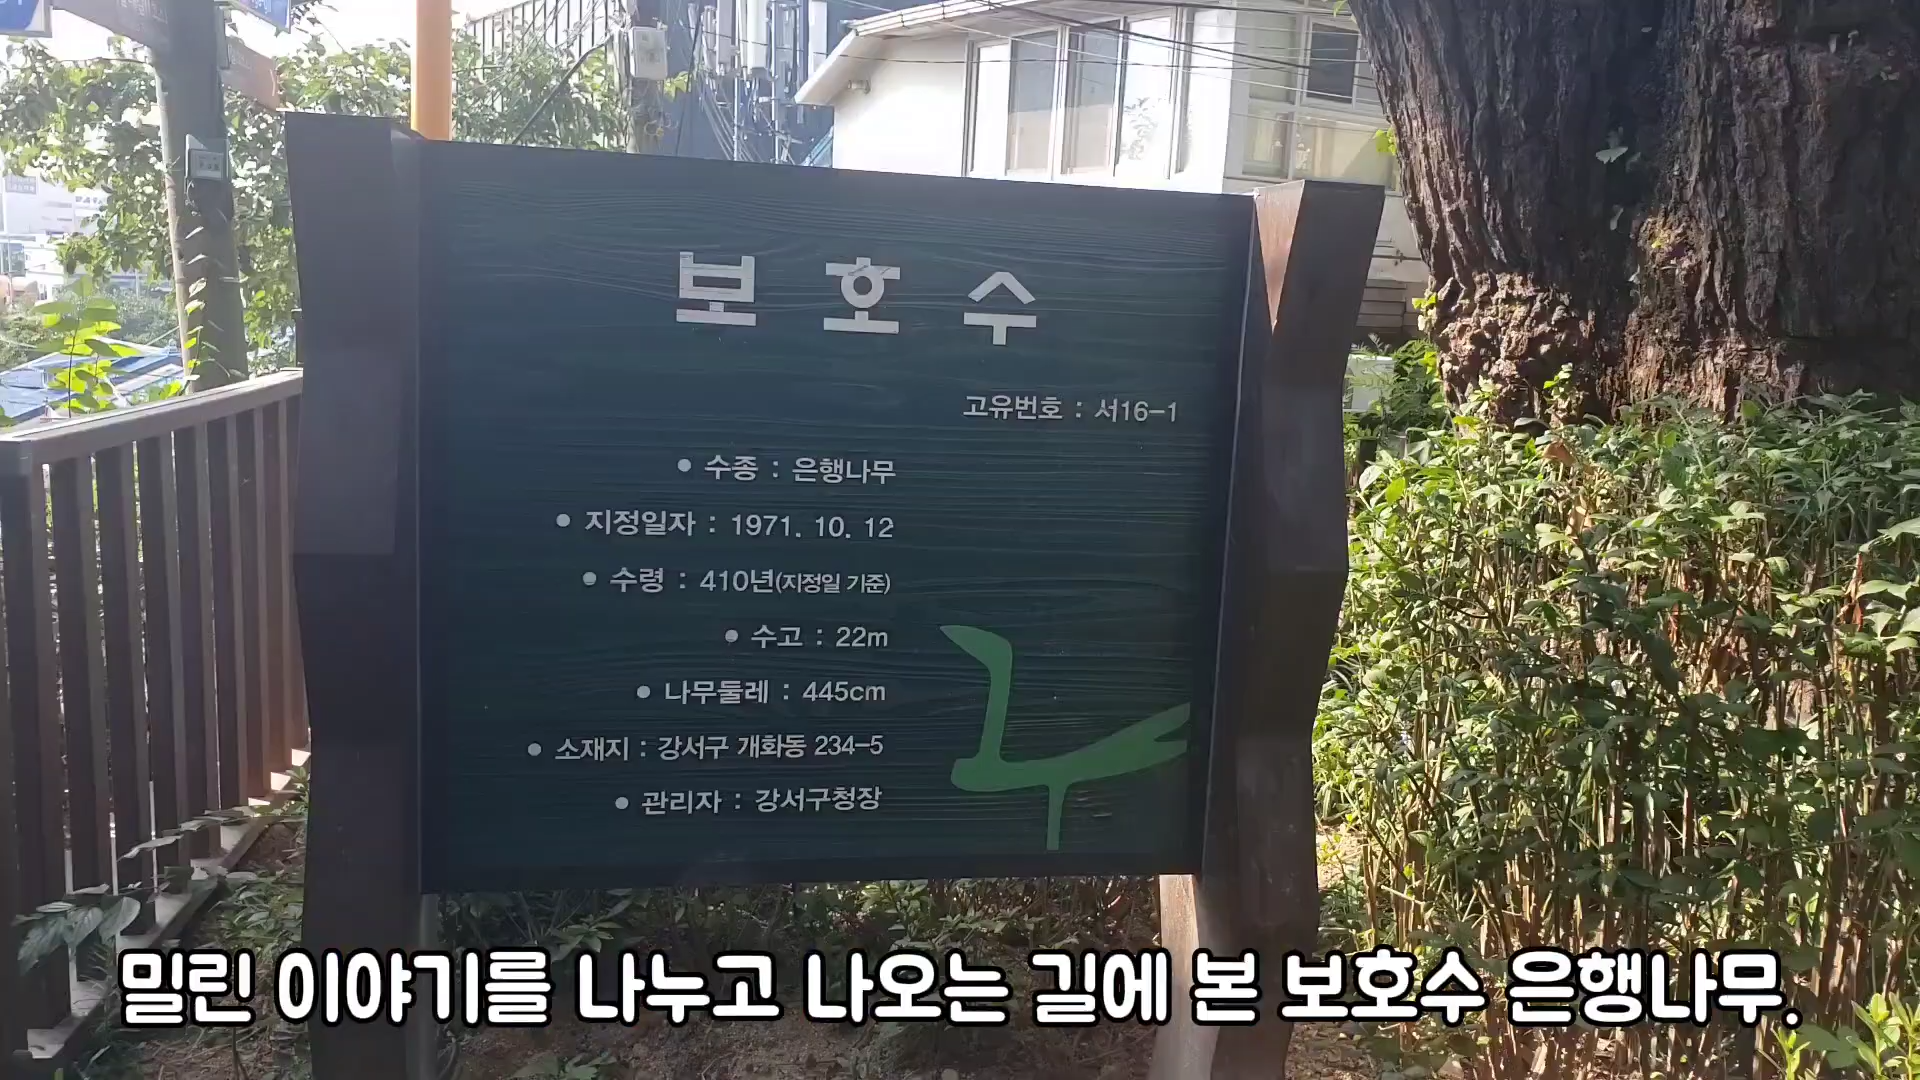 보호수
고유번호 : 서16-1
• 수종 : 은행나무
• 지정일자 : 1971. 10. 12
• 수령 : 410년(지정일 기준)
• 수고 : 22m
• 나무둘레 : 445cm
• 소재지 : 강서구 개화동 234-5
• 관리자 : 강서구청장
밀린 이야기를 나누고 나오는 길에 본 보호수 은행나무.